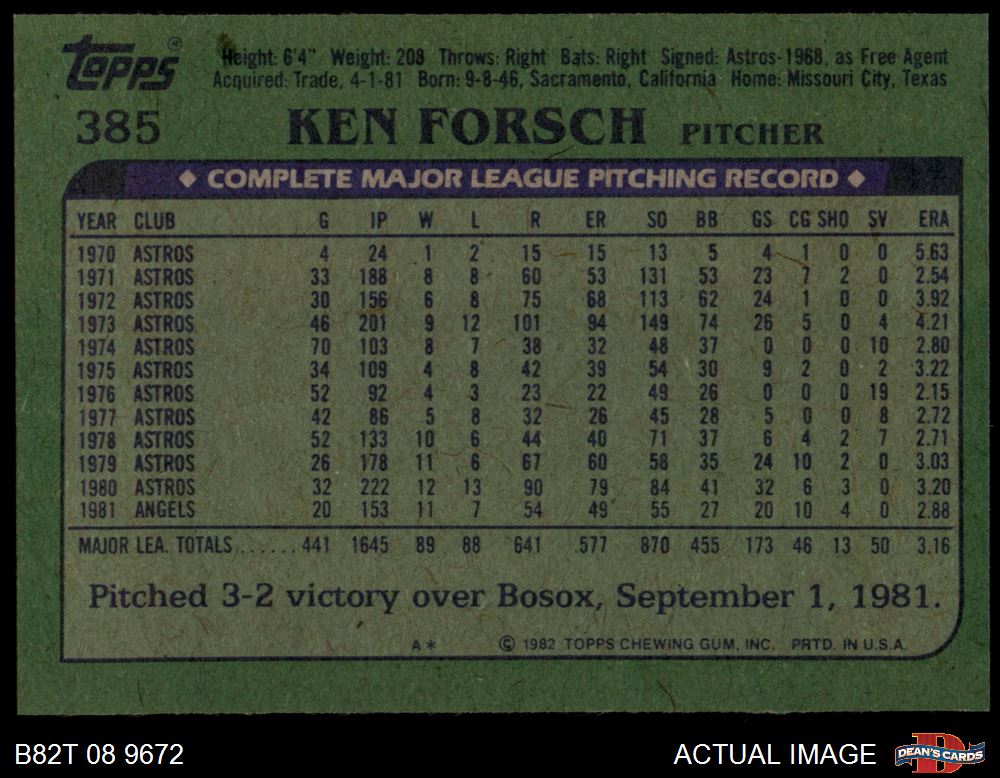 Topps®
Height: 6'4" Weight: 208 Throws: Right Bats: Right Signed: Astros-1968, as Free Agent
Acquired: Trade, 4-1-81 Born: 9-8-46, Sacramento, California Home: Missouri City, Texas
385 KEN FORSCH PITCHER
◆ COMPLETE MAJOR LEAGUE PITCHING RECORD ◆
YEAR CLUB G IP W L R ER SO BB GS CG SHO SV ERA
1970 ASTROS 4 24 1 2 15 15 13 5 4 1 0 0 5.63
1971 ASTROS 33 188 8 8 60 53 131 53 23 7 2 0 2.54
1972 ASTROS 30 156 6 8 75 68 113 62 24 1 0 0 3.92
1973 ASTROS 46 201 9 12 101 94 149 74 26 5 0 4 4.21
1974 ASTROS 70 103 8 7 38 32 48 37 0 0 0 10 2.80
1975 ASTROS 34 109 4 8 42 39 54 30 9 2 0 2 3.22
1976 ASTROS 52 92 4 3 23 22 49 26 0 0 0 19 2.15
1977 ASTROS 42 86 5 8 32 26 45 28 5 0 0 8 2.72
1978 ASTROS 52 133 10 6 44 40 71 37 6 4 2 7 2.71
1979 ASTROS 26 178 11 6 67 60 58 35 24 10 2 0 3.03
1980 ASTROS 32 222 12 13 90 79 84 41 32 6 3 0 3.20
1981 ANGELS 20 153 11 7 54 49 55 27 20 10 4 0 2.88
MAJOR LEA. TOTALS...... 441 1645 89 88 641 577 870 455 173 46 13 50 3.16
Pitched 3-2 victory over Bosox, September 1, 1981.
A* © 1982 TOPPS CHEWING GUM, INC. PRTD. IN U.S.A.
B82T 08 9672 ACTUAL IMAGE DEAN'S CARDS